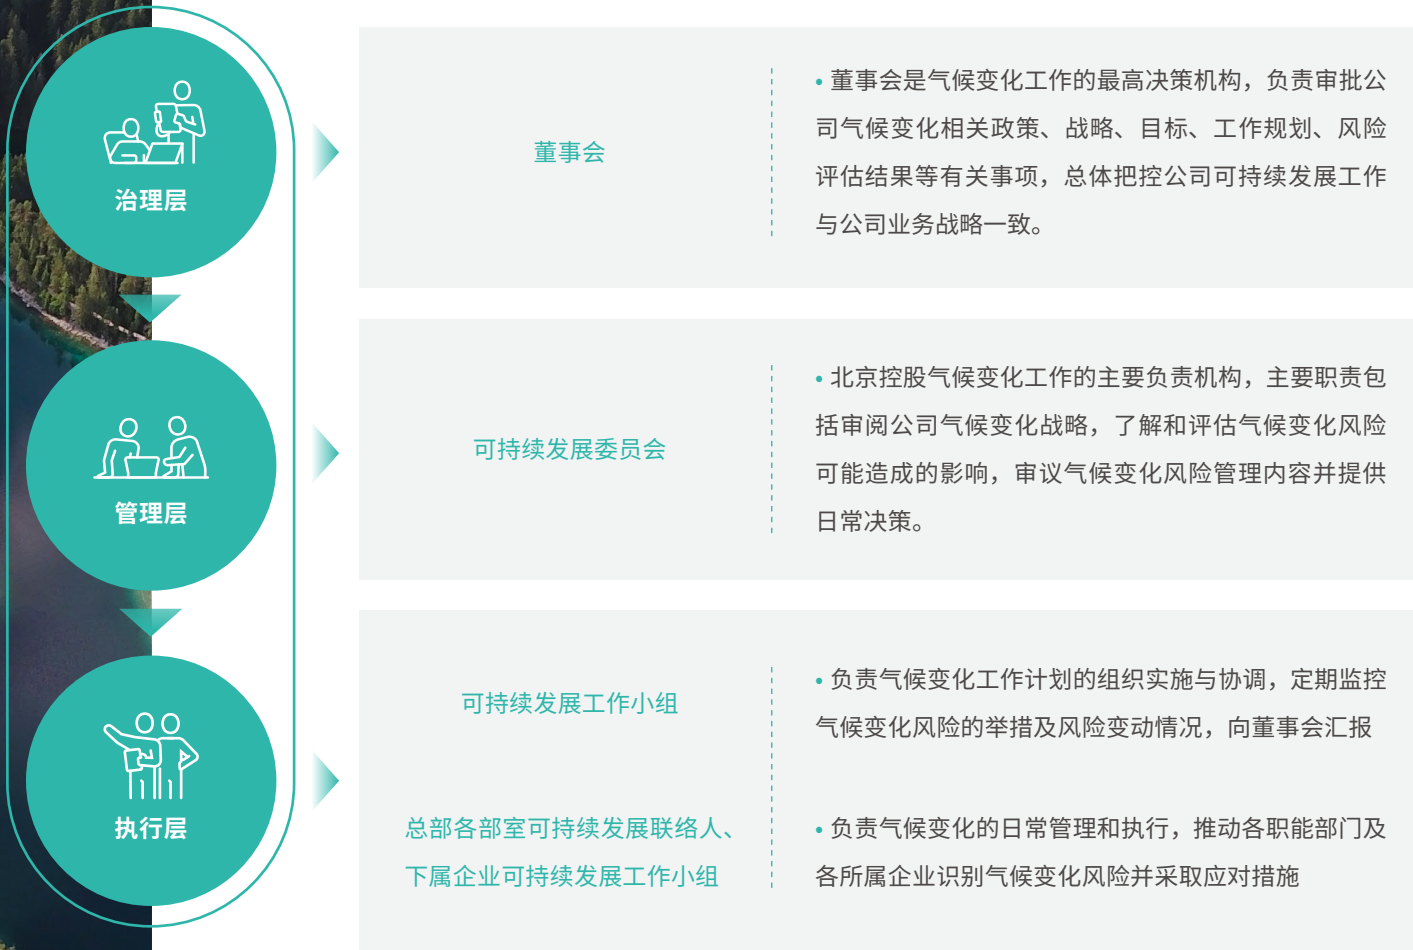 治理层
董事会
• 董事会是气候变化工作的最高决策机构，负责审批公
司气候变化相关政策、战略、目标、工作规划、风险
评估结果等有关事项，总体把控公司可持续发展工作
与公司业务战略一致。
管理层
可持续发展委员会
• 北京控股气候变化工作的主要负责机构，主要职责包
括审阅公司气候变化战略，了解和评估气候变化风险
可能造成的影响，审议气候变化风险管理内容并提供
日常决策。
执行层
可持续发展工作小组
• 负责气候变化工作计划的组织实施与协调，定期监控
气候变化风险的举措及风险变动情况，向董事会汇报
总部各部室可持续发展联络人、
下属企业可持续发展工作小组
• 负责气候变化的日常管理和执行，推动各职能部门及
各所属企业识别气候变化风险并采取应对措施